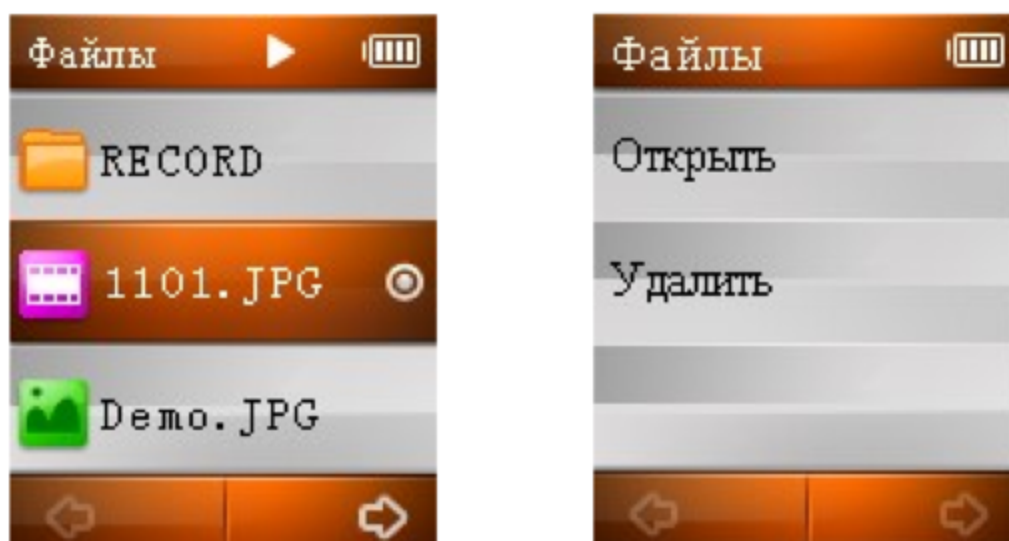 Файлы
RECORD
1101.JPG
Demo.JPG
Файлы
Открыть
Удалить